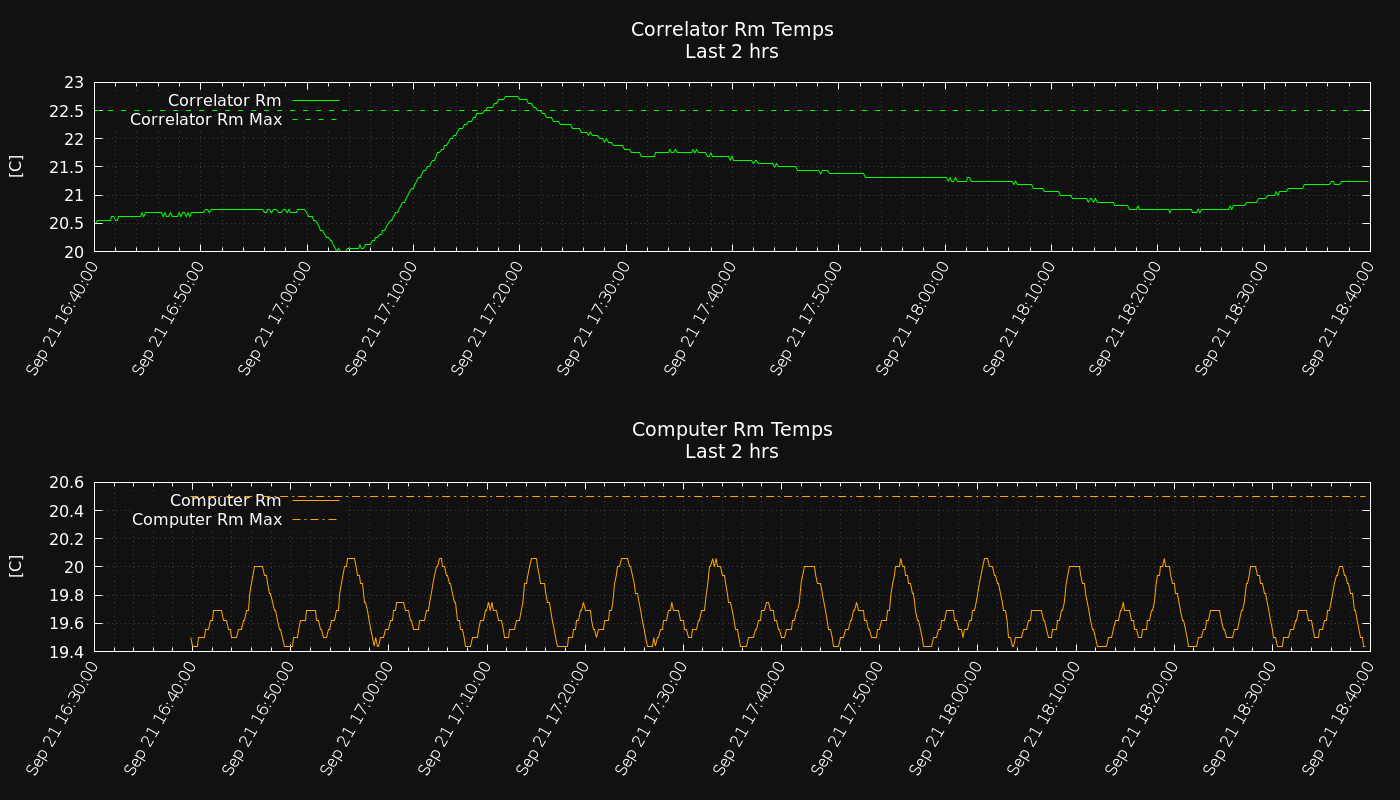 Correlator Rm Temps
Last 2 hrs
[C]
23
22.5
22
21.5
21
20.5
20
Correlator Rm
Correlator Rm Max
Sep 21 16:40:00
Sep 21 16:50:00
Sep 21 17:00:00
Sep 21 17:10:00
Sep 21 17:20:00
Sep 21 17:30:00
Sep 21 17:40:00
Sep 21 17:50:00
Sep 21 18:00:00
Sep 21 18:10:00
Sep 21 18:20:00
Sep 21 18:30:00
Sep 21 18:40:00
Computer Rm Temps
Last 2 hrs
[C]
20.6
20.4
20.2
20
19.8
19.6
19.4
Computer Rm
Computer Rm Max
Sep 21 16:30:00
Sep 21 16:40:00
Sep 21 16:50:00
Sep 21 17:00:00
Sep 21 17:10:00
Sep 21 17:20:00
Sep 21 17:30:00
Sep 21 17:40:00
Sep 21 17:50:00
Sep 21 18:00:00
Sep 21 18:10:00
Sep 21 18:20:00
Sep 21 18:30:00
Sep 21 18:40:00